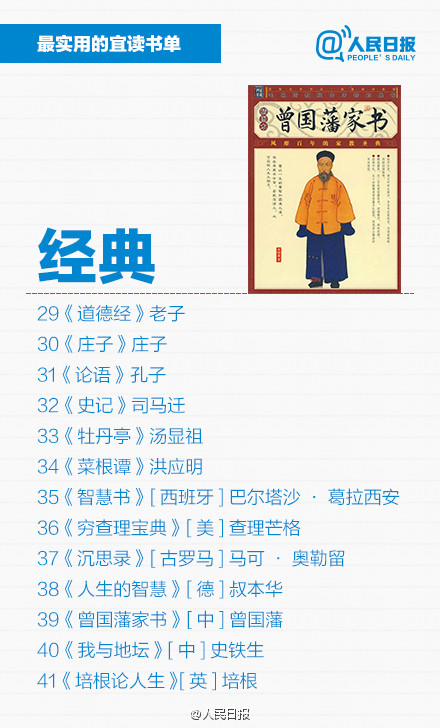 最实用的宜读书单
@人民日报
PEOPLE'S DAILY
曾国藩家书
风靡百年的家教圣典
经典
29《道德经》老子
30《庄子》庄子
31《论语》孔子
32《史记》司马迁
33《牡丹亭》汤显祖
34《菜根谭》洪应明
35《智慧书》[西班牙]巴尔塔沙·葛拉西安
36《穷查理宝典》[美]查理芒格
37《沉思录》[古罗马]马可·奥勒留
38《人生的智慧》[德]叔本华
39《曾国藩家书》[中]曾国藩
40《我与地坛》[中]史铁生
41《培根论人生》[英]培根
@人民日报